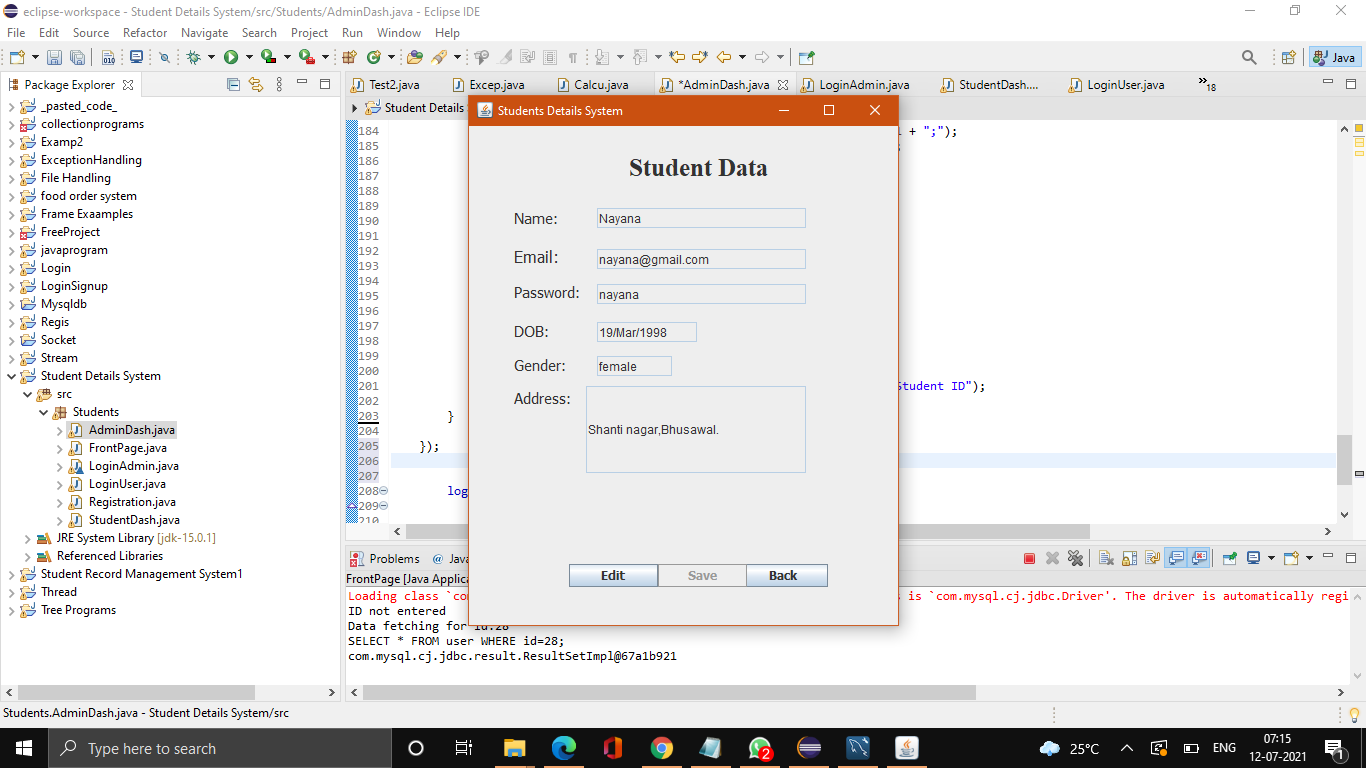 eclipse-workspace - Student Details System/src/Students/AdminDash.java - Eclipse IDE
File Edit Source Refactor Navigate Search Project Run Window Help
Java
Package Explorer
Test2.java Excep.java Calcu.java *AdminDash.java LoginAdmin.java StudentDash.... LoginUser.java 18
_pasted_code_
collectionprograms
Examp2
ExceptionHandling
File Handling
food order system
Frame Exaamples
FreeProject
javaprogram
Login
LoginSignup
Mysqldb
Regis
Socket
Stream
Student Details System
src
Students
AdminDash.java
FrontPage.java
LoginAdmin.java
LoginUser.java
Registration.java
StudentDash.java
JRE System Library [jdk-15.0.1]
Referenced Libraries
Student Record Management System1
Thread
Tree Programs
Student Details
184 + ";");
185 ;
186
187
188
189
190
191
192
193
194
195
196
197
198
199
200
201 Student ID");
202
203 }
204
205 });
206
207
208 log
209
210
Students Details System
Student Data
Name: Nayana
Email: nayana@gmail.com
Password: nayana
DOB: 19/Mar/1998
Gender: female
Address: Shanti nagar,Bhusawal.
Edit Save Back
Problems @ Java
FrontPage [Java Applic
Loading class `co s is `com.mysql.cj.jdbc.Driver'. The driver is automatically regi
ID not entered
Data fetching for id:28
SELECT * FROM user WHERE id=28;
com.mysql.cj.jdbc.result.ResultSetImpl@67a1b921
Students.AdminDash.java - Student Details System/src
Type here to search
2
25°C
ENG
07:15
12-07-2021
1